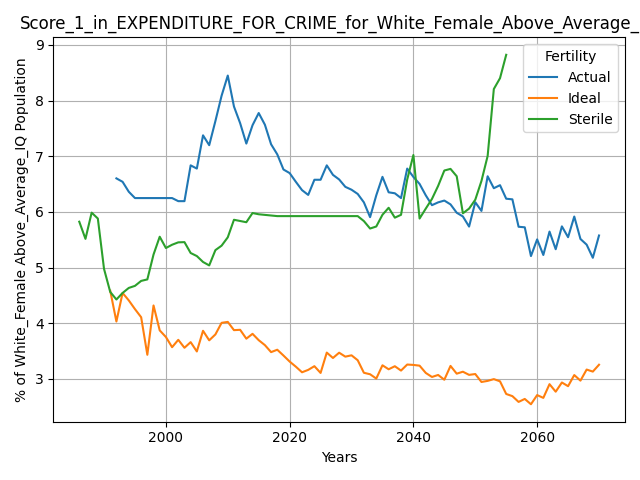 Score_1_in_EXPENDITURE_FOR_CRIME_for_White_Female_Above_Average_
% of White_Female Above_Average_IQ Population
9
8
7
6
5
4
3
Fertility
Actual
Ideal
Sterile
2000 2020 2040 2060
Years